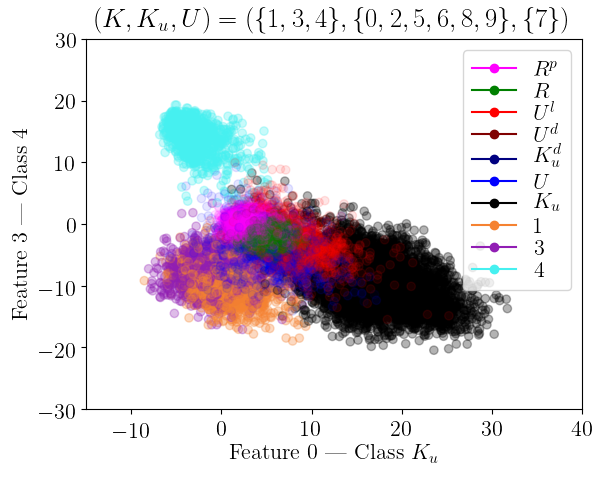 (K, K_u, U) = ({1, 3, 4}, {0, 2, 5, 6, 8, 9}, {7})
30
20
10
0
−10
−20
−30
Feature 3 — Class 4
R^p
R
U^l
U^d
K_u^d
U
K_u
1
3
4
−10 0 10 20 30 40
Feature 0 — Class K_u